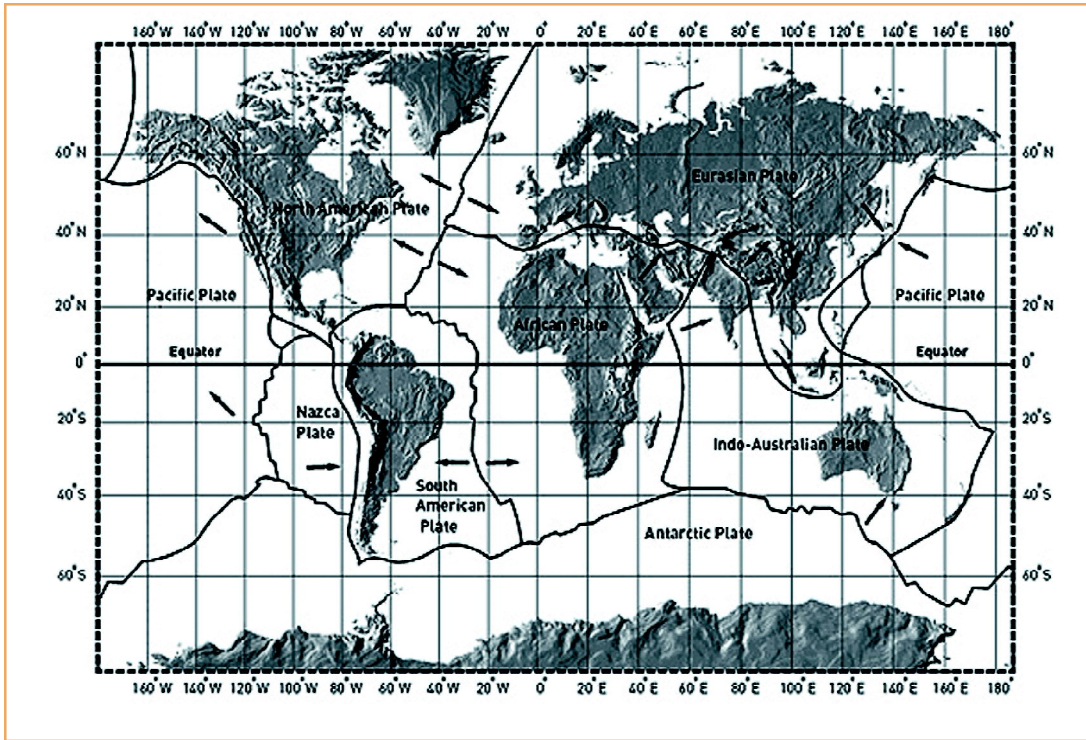 160°W 140°W 120°W 100°W 80°W 60°W 40°W 20°W 0° 20°E 40°E 60°E 80°E 100°E 120°E 140°E 160°E 180°
60°N 60°N
Eurasian Plate
North American Plate
40°N 40°N
Pacific Plate Pacific Plate
20°N 20°N
African Plate
Equator Equator
0° 0°
Nazca
Plate
20°S 20°S
Indo-Australian Plate
South
American
Plate
40°S 40°S
Antarctic Plate
60°S 60°S
160°W 140°W 120°W 100°W 80°W 60°W 40°W 20°W 0° 20°E 40°E 60°E 80°E 100°E 120°E 140°E 160°E 180°